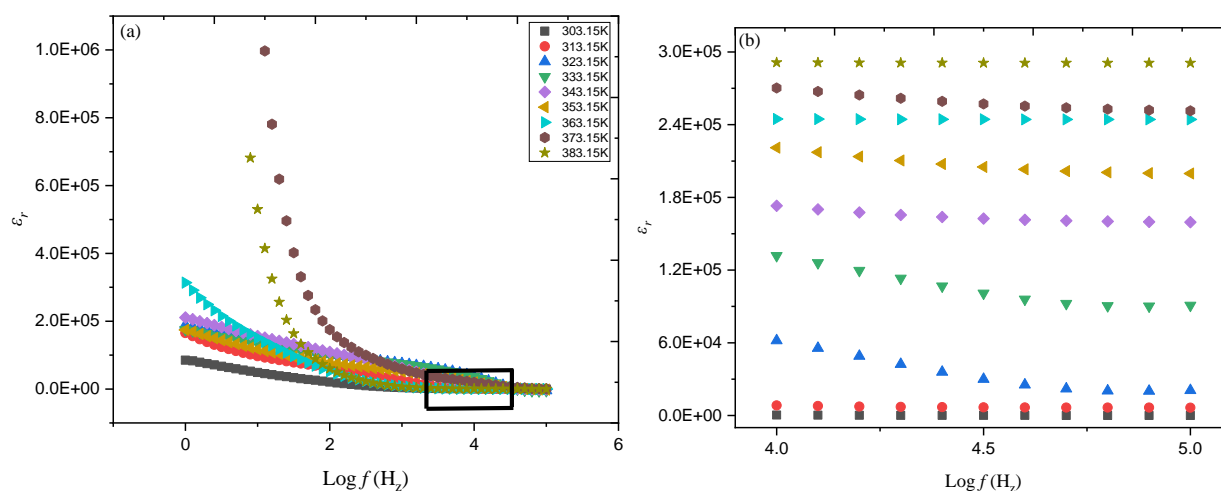 (a)
1.0E+06
8.0E+05
6.0E+05
4.0E+05
2.0E+05
0.0E+00
εr
0 2 4 6
Log f (Hz)
303.15K
313.15K
323.15K
333.15K
343.15K
353.15K
363.15K
373.15K
383.15K
(b)
3.0E+05
2.4E+05
1.8E+05
1.2E+05
6.0E+04
0.0E+00
εr
4.0 4.5 5.0
Log f (Hz)